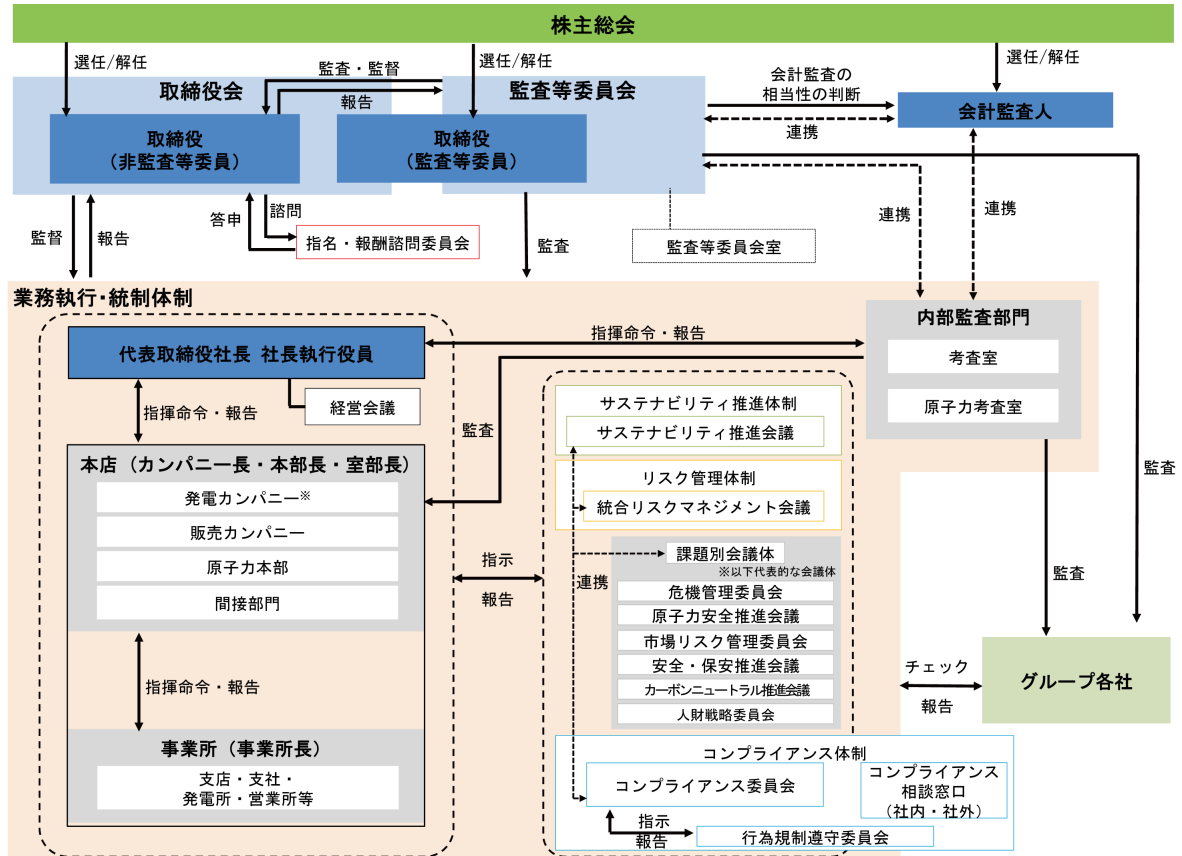 株主総会
選任/解任
選任/解任
選任/解任
取締役会
監査・監督
報告
監査等委員会
会計監査の
相当性の判断
連携
会計監査人
取締役
(非監査等委員)
取締役
(監査等委員)
監督
報告
答申
諮問
指名・報酬諮問委員会
監査
監査等委員会室
連携
連携
業務執行・統制体制
代表取締役社長 社長執行役員
指揮命令・報告
内部監査部門
考査室
原子力考査室
経営会議
指揮命令・報告
監査
サステナビリティ推進体制
サステナビリティ推進会議
本店(カンパニー長・本部長・室部長)
発電カンパニー※
販売カンパニー
原子力本部
間接部門
リスク管理体制
統合リスクマネジメント会議
監査
監査
指示
報告
連携
課題別会議体
※以下代表的な会議体
危機管理委員会
原子力安全推進会議
市場リスク管理委員会
安全・保安推進会議
カーボンニュートラル推進会議
人財戦略委員会
チェック
報告
グループ各社
指揮命令・報告
事業所(事業所長)
支店・支社・
発電所・営業所等
コンプライアンス体制
コンプライアンス委員会
コンプライアンス
相談窓口
(社内・社外)
指示
報告
行為規制遵守委員会